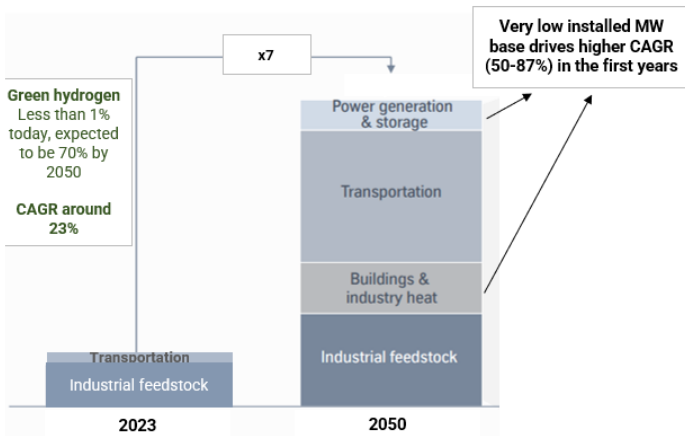 Very low installed MW
base drives higher CAGR
(50-87%) in the first years
x7
Green hydrogen
Less than 1%
today, expected
to be 70% by
2050
CAGR around
23%
Power generation
& storage
Transportation
Buildings &
industry heat
Industrial feedstock
Transportation
Industrial feedstock
2023
2050